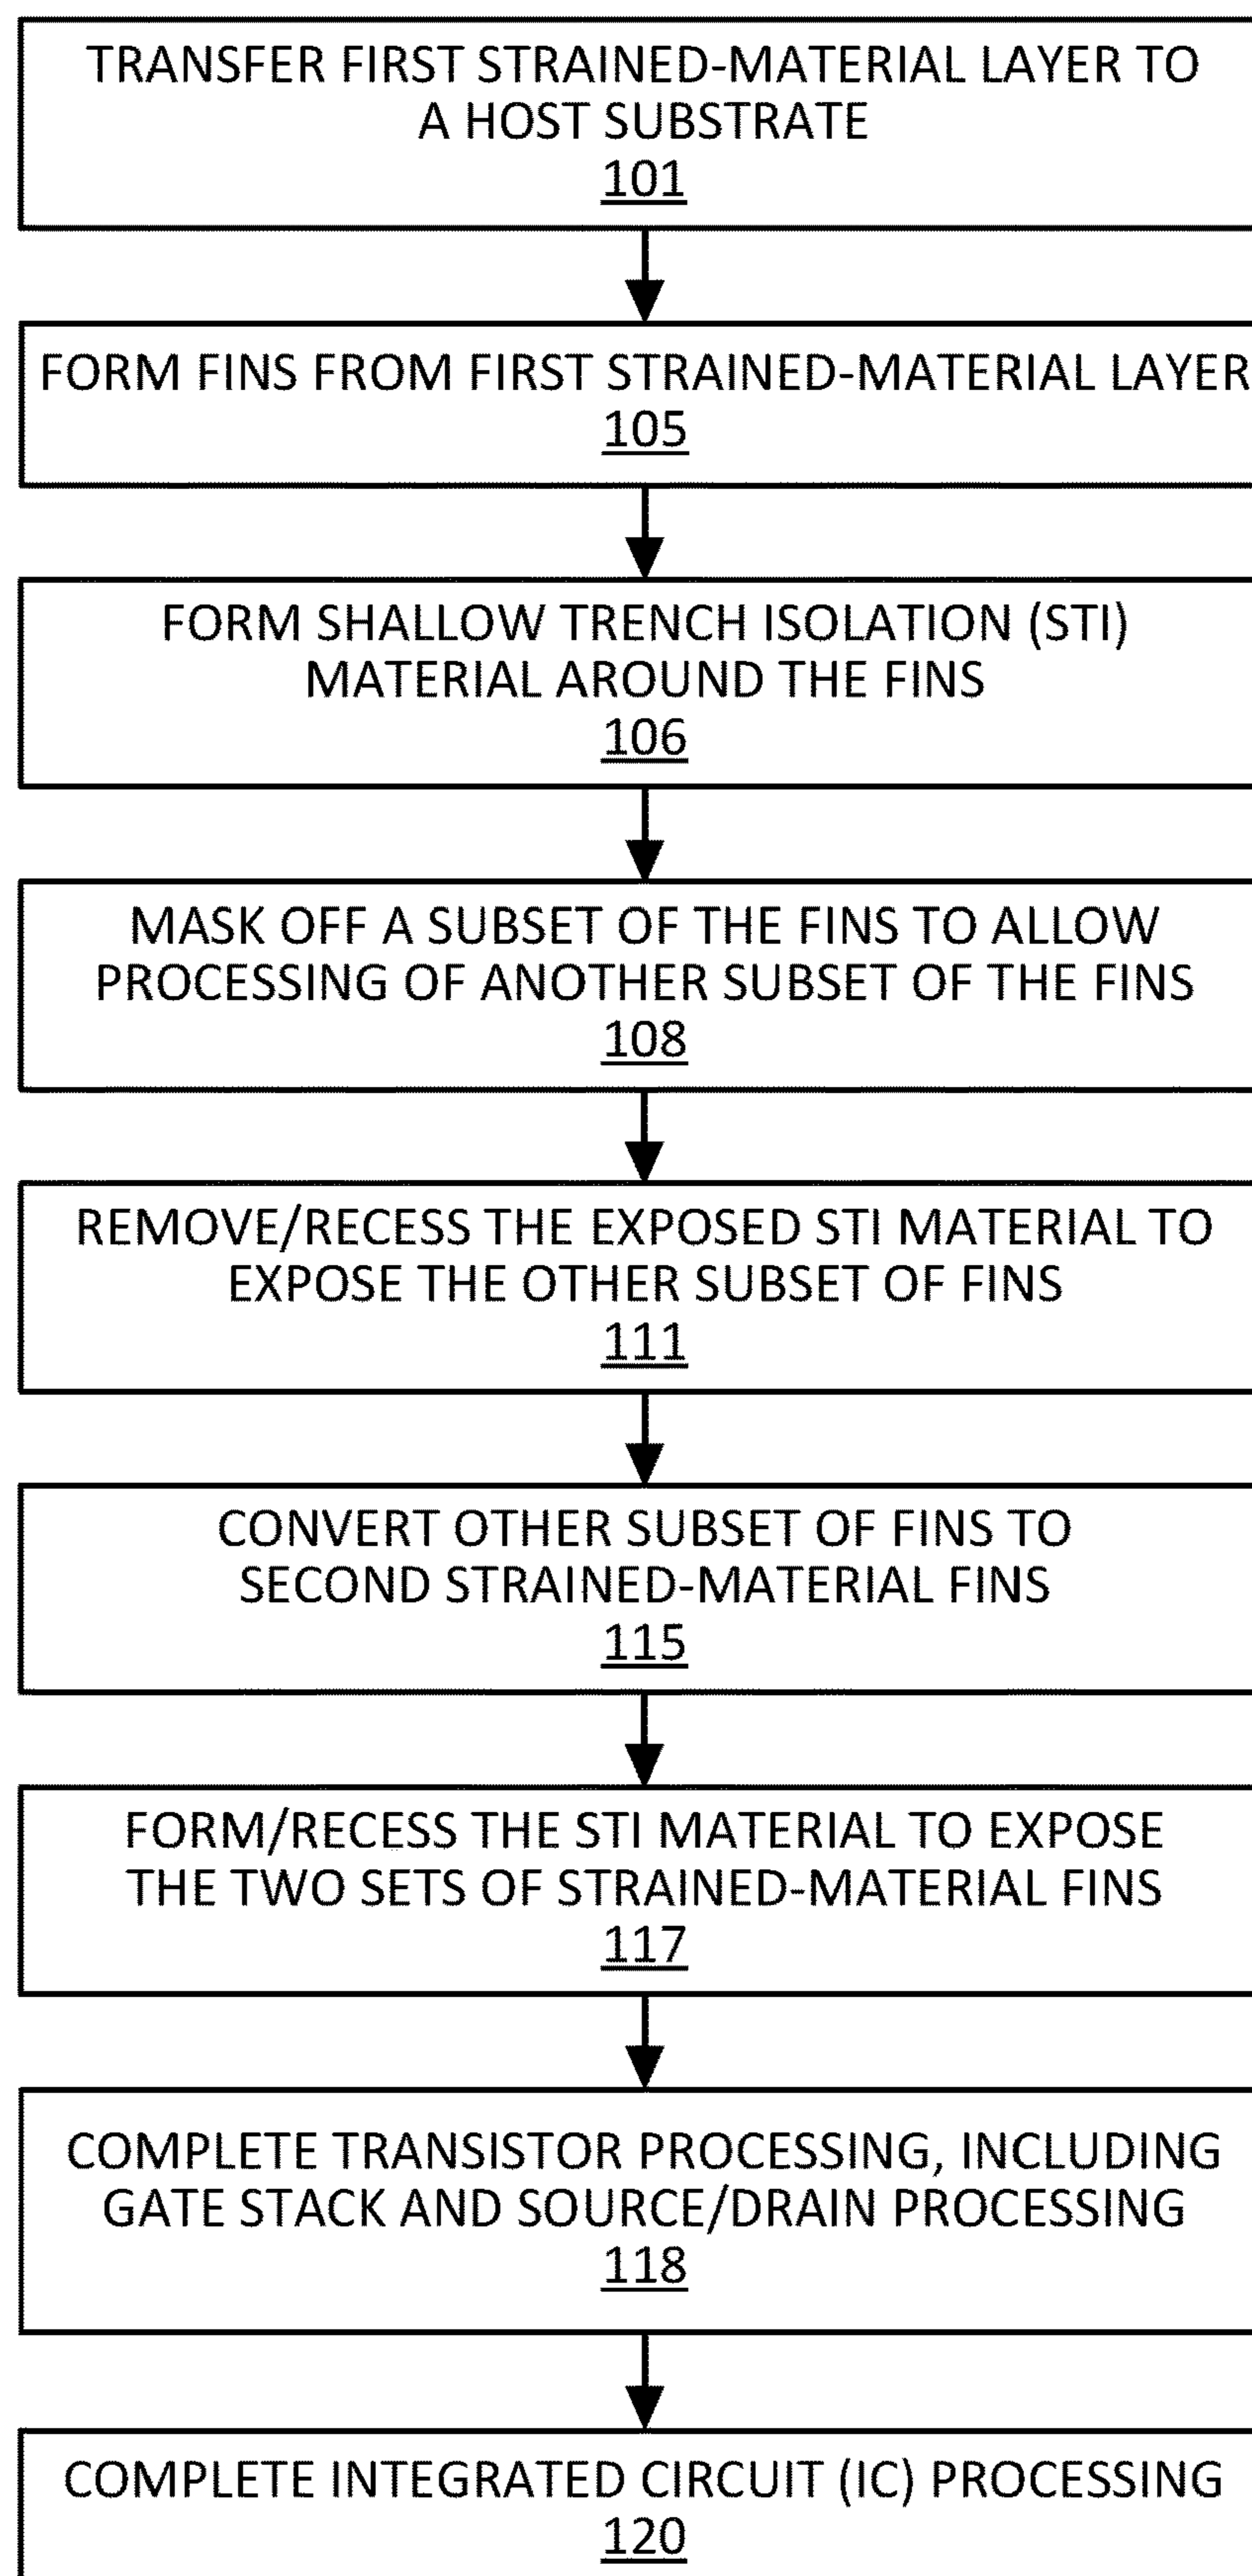 TRANSFER FIRST STRAINED-MATERIAL LAYER TO
A HOST SUBSTRATE
101
FORM FINS FROM FIRST STRAINED-MATERIAL LAYER
105
FORM SHALLOW TRENCH ISOLATION (STI)
MATERIAL AROUND THE FINS
106
MASK OFF A SUBSET OF THE FINS TO ALLOW
PROCESSING OF ANOTHER SUBSET OF THE FINS
108
REMOVE/RECESS THE EXPOSED STI MATERIAL TO
EXPOSE THE OTHER SUBSET OF FINS
111
CONVERT OTHER SUBSET OF FINS TO
SECOND STRAINED-MATERIAL FINS
115
FORM/RECESS THE STI MATERIAL TO EXPOSE
THE TWO SETS OF STRAINED-MATERIAL FINS
117
COMPLETE TRANSISTOR PROCESSING, INCLUDING
GATE STACK AND SOURCE/DRAIN PROCESSING
118
COMPLETE INTEGRATED CIRCUIT (IC) PROCESSING
120